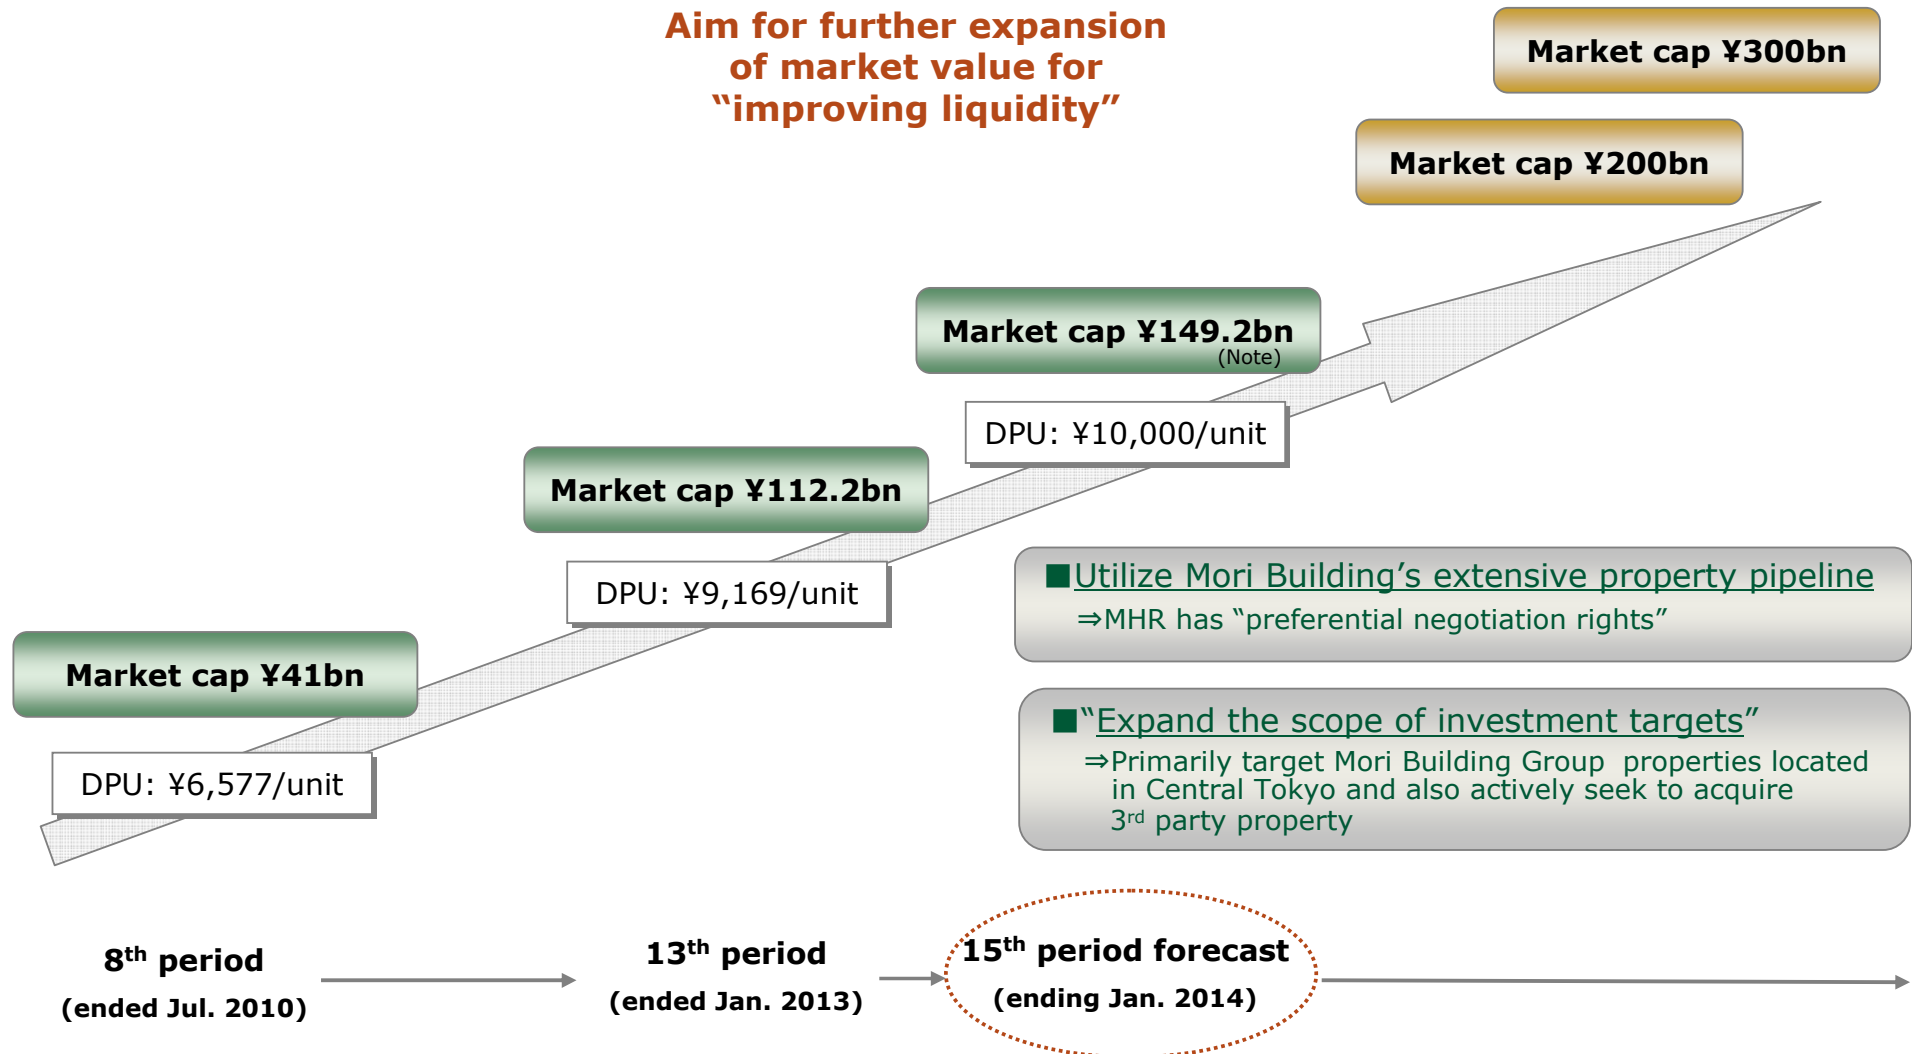 Aim for further expansion
of market value for
“improving liquidity”
Market cap ¥300bn
Market cap ¥200bn
Market cap ¥149.2bn
(Note)
DPU: ¥10,000/unit
Market cap ¥112.2bn
DPU: ¥9,169/unit
Market cap ¥41bn
DPU: ¥6,577/unit
■Utilize Mori Building’s extensive property pipeline
⇒MHR has “preferential negotiation rights”
■“Expand the scope of investment targets”
⇒Primarily target Mori Building Group properties located
in Central Tokyo and also actively seek to acquire
3rd party property
8th period
(ended Jul. 2010)
13th period
(ended Jan. 2013)
15th period forecast
(ending Jan. 2014)